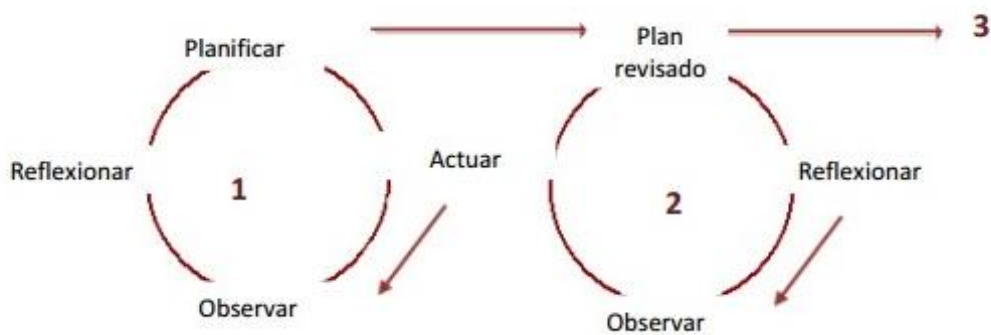 Planificar
Plan
revisado
3
Reflexionar
1
Actuar
2
Reflexionar
Observar
Observar